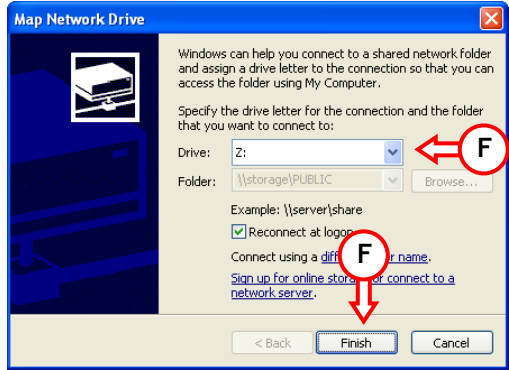 Map Network Drive
Windows can help you connect to a shared network folder
and assign a drive letter to the connection so that you can
access the folder using My Computer.
Specify the drive letter for the connection and the folder
that you want to connect to:
Drive: Z:
F
Folder: \\storage\PUBLIC Browse...
Example: \\server\share
Reconnect at logon
F
Connect using a name.
Sign up for online connect to a
network server.
< Back Finish Cancel